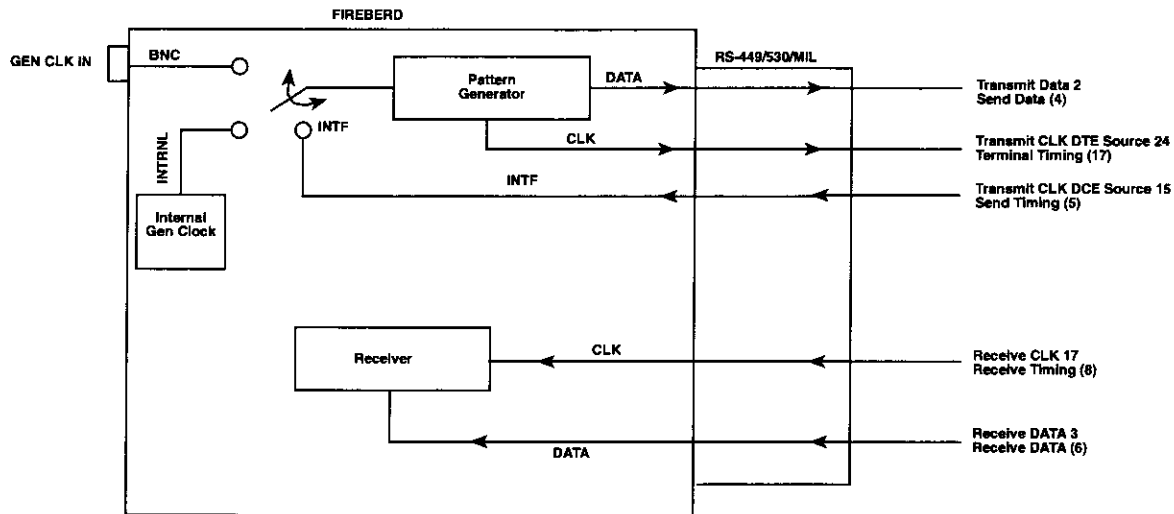 FIREBERD
GEN CLK IN
BNC
RS-449/530/MIL
Pattern
Generator
DATA
Transmit Data 2
Send Data (4)
INTF
CLK
Transmit CLK DTE Source 24
Terminal Timing (17)
INTRNL
INTF
Transmit CLK DCE Source 15
Send Timing (5)
Internal
Gen Clock
Receiver
CLK
Receive CLK 17
Receive Timing (8)
DATA
Receive DATA 3
Receive DATA (6)